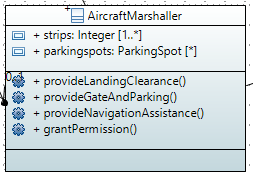 AircraftMarshaller
+ strips: Integer [1..*]
+ parkingspots: ParkingSpot [*]
+ provideLandingClearance()
+ provideGateAndParking()
+ provideNavigationAssistance()
+ grantPermission()